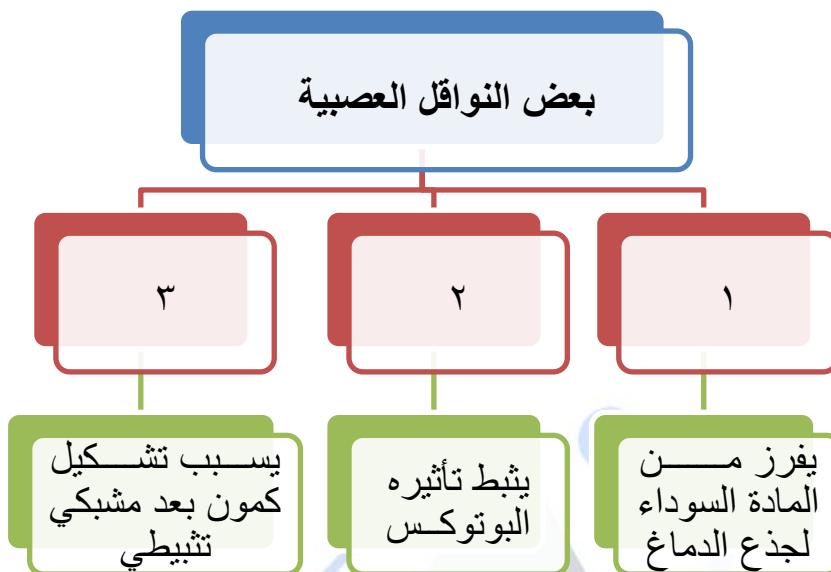 بعض النواقل العصبية
١
٢
٣
يفرز من
المادة السوداء
لجذع الدماغ
يثبط تأثيره
البوتوكس
يسبب تشكيل
كمون بعد مشبكي
تثبيطي